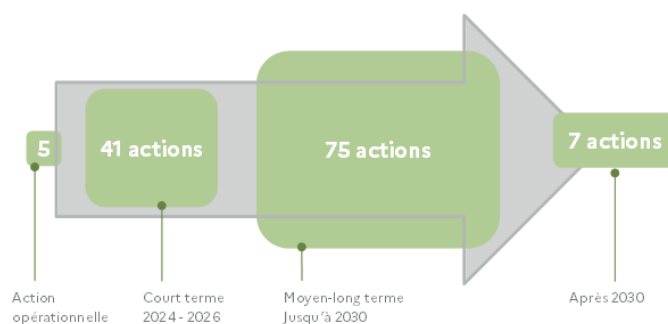 5
41 actions
75 actions
7 actions
Action
opérationnelle
Court terme
2024 - 2026
Moyen-long terme
Jusqu'à 2030
Après 2030